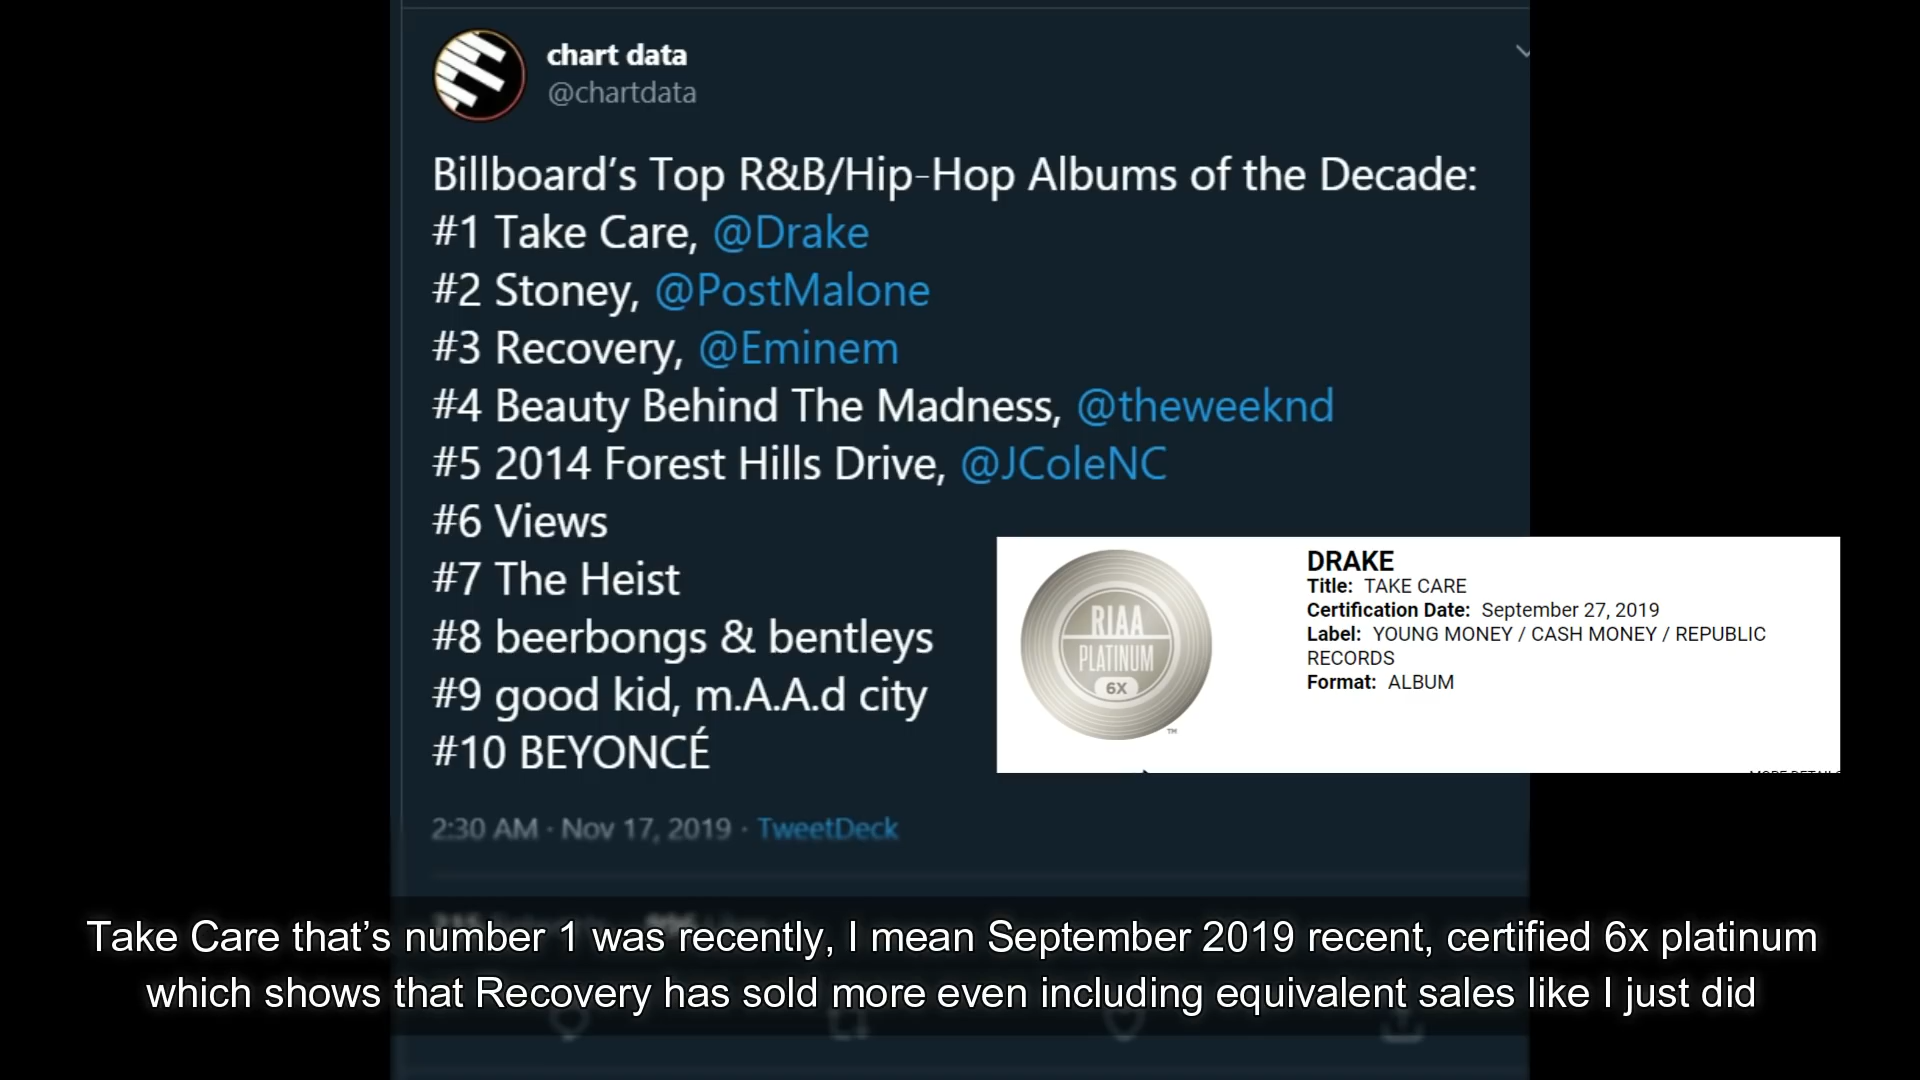 chart data
@chartdata
Billboard’s Top R&B/Hip-Hop Albums of the Decade:
#1 Take Care, @Drake
#2 Stoney, @PostMalone
#3 Recovery, @Eminem
#4 Beauty Behind The Madness, @theweeknd
#5 2014 Forest Hills Drive, @JColeNC
#6 Views
#7 The Heist
#8 beerbongs & bentleys
#9 good kid, m.A.A.d city
#10 BEYONCÉ
2:30 AM · Nov 17, 2019 · TweetDeck
RIAA
PLATINUM
6X
TM
DRAKE
Title: TAKE CARE
Certification Date: September 27, 2019
Label: YOUNG MONEY / CASH MONEY / REPUBLIC
RECORDS
Format: ALBUM
Take Care that’s number 1 was recently, I mean September 2019 recent, certified 6x platinum
which shows that Recovery has sold more even including equivalent sales like I just did